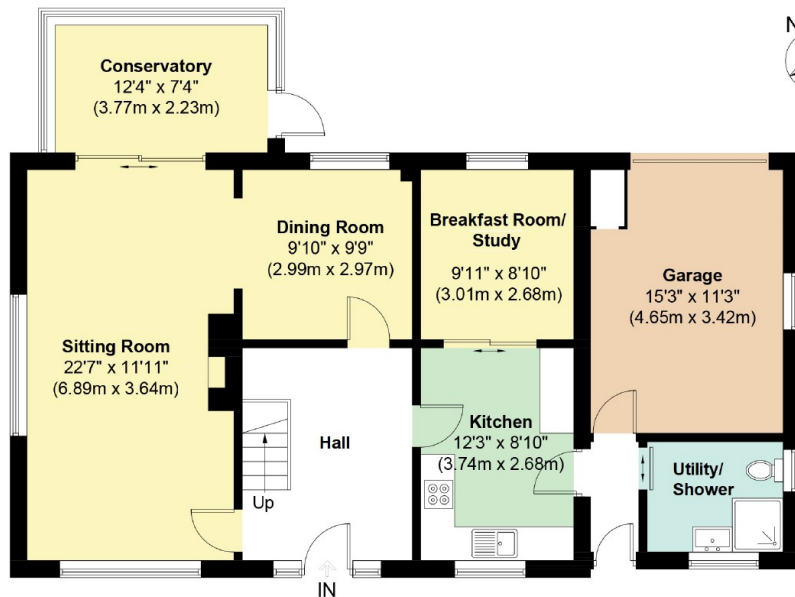 N
Conservatory
12'4" x 7'4"
(3.77m x 2.23m)
Dining Room
9'10" x 9'9"
(2.99m x 2.97m)
Breakfast Room/
Study
9'11" x 8'10"
(3.01m x 2.68m)
Garage
15'3" x 11'3"
(4.65m x 3.42m)
Sitting Room
22'7" x 11'11"
(6.89m x 3.64m)
Hall
Kitchen
12'3" x 8'10"
(3.74m x 2.68m)
Utility/
Shower
Up
IN